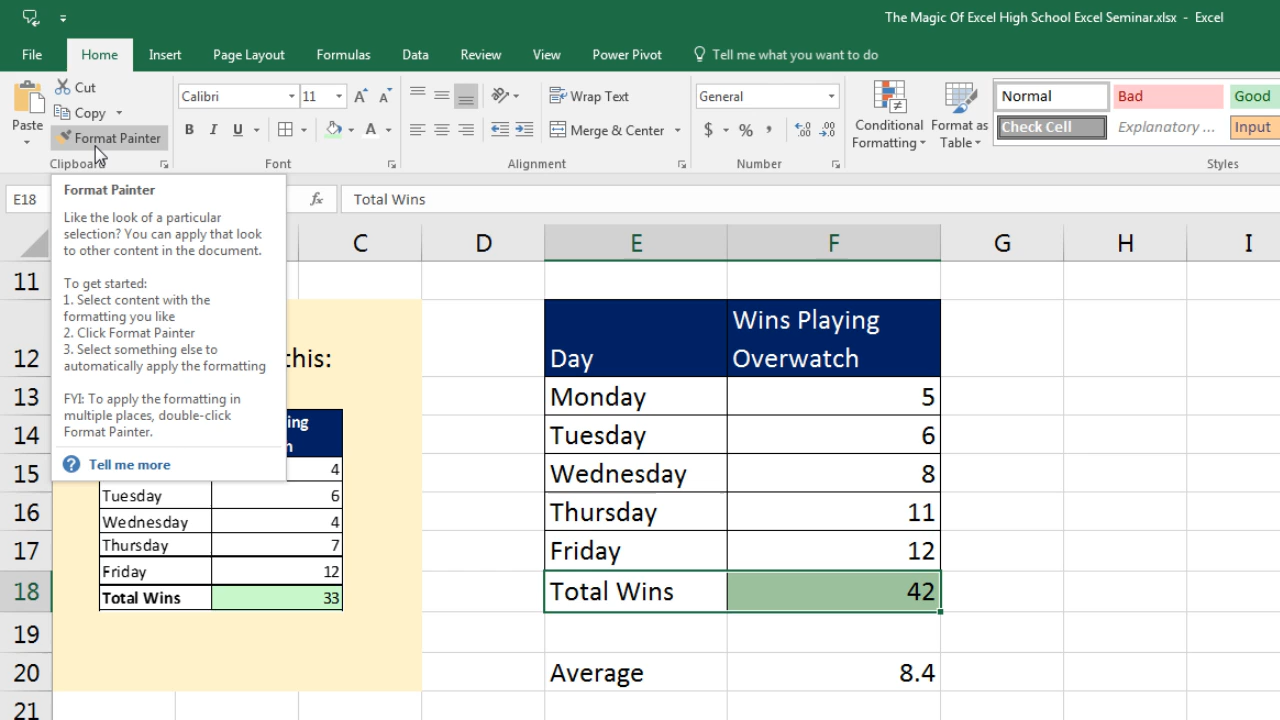 The Magic Of Excel High School Excel Seminar.xlsx - Excel
File Home Insert Page Layout Formulas Data Review View Power Pivot Tell me what you want to do
Paste
Cut
Copy
Format Painter
Clipboard
Calibri 11
B I U A
Font
Wrap Text
Merge & Center
Alignment
General
$ % ,
Number
Conditional Formatting
Format as Table
Normal Bad Good
Check Cell Explanatory ... Input
Styles
E18 fx Total Wins
Format Painter
Like the look of a particular
selection? You can apply that look
to other content in the document.
To get started:
1. Select content with the
formatting you like
2. Click Format Painter
3. Select something else to
automatically apply the formatting
FYI: To apply the formatting in
multiple places, double-click
Format Painter.
? Tell me more
C D E F G H I
11
12 this: Day Wins Playing
Overwatch
13 Monday 5
14 Tuesday 6
15 Wednesday 8
16 Thursday 11
17 Friday 12
18 Total Wins 42
19
20 Average 8.4
21
ing
4
Tuesday 6
Wednesday 4
Thursday 7
Friday 12
Total Wins 33